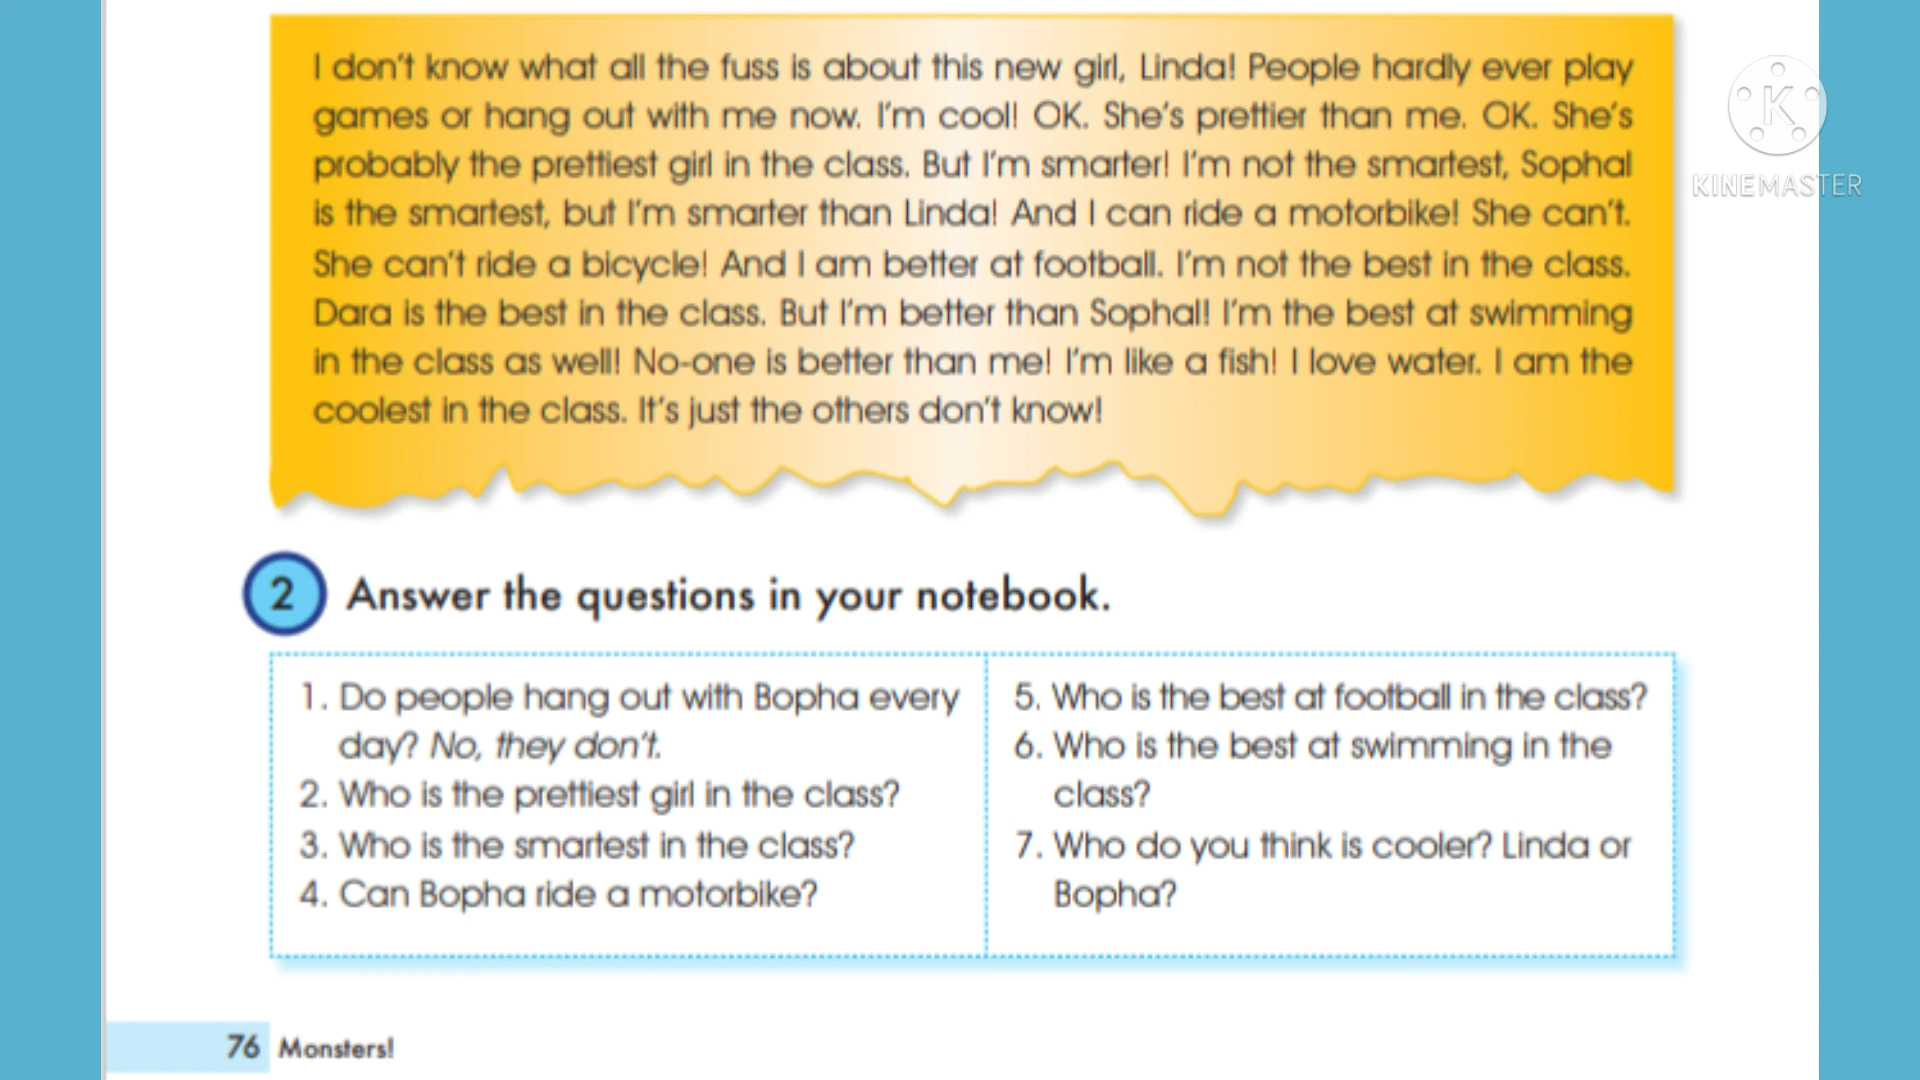 I don't know what all the fuss is about this new girl, Linda! People hardly ever play
games or hang out with me now. I'm cool! OK. She's prettier than me. OK. She's
probably the prettiest girl in the class. But I'm smarter! I'm not the smartest, Sophal
is the smartest, but I'm smarter than Linda! And I can ride a motorbike! She can't.
She can't ride a bicycle! And I am better at football. I'm not the best in the class.
Dara is the best in the class. But I'm better than Sophal! I'm the best at swimming
in the class as well! No-one is better than me! I'm like a fish! I love water. I am the
coolest in the class. It's just the others don't know!
K
KINEMASTER
2 Answer the questions in your notebook.
1. Do people hang out with Bopha every
day? No, they don't.
2. Who is the prettiest girl in the class?
3. Who is the smartest in the class?
4. Can Bopha ride a motorbike?
5. Who is the best at football in the class?
6. Who is the best at swimming in the
class?
7. Who do you think is cooler? Linda or
Bopha?
76 Monsters!